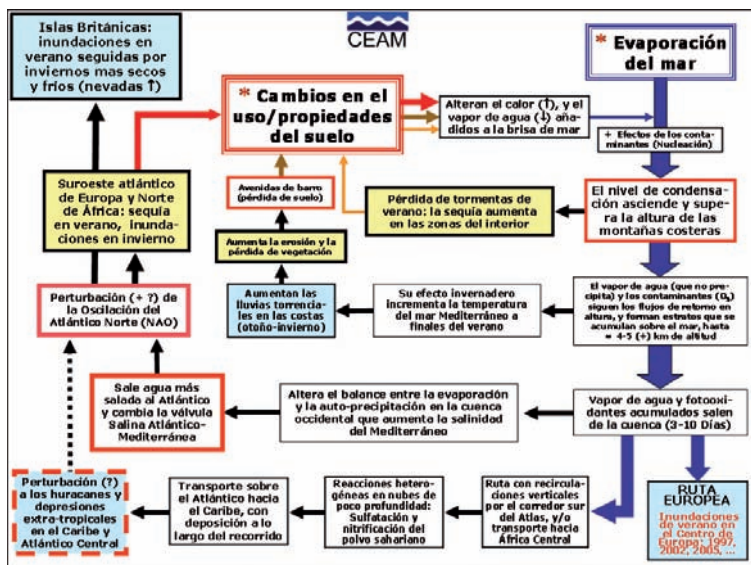 CEAM
Islas Británicas:
inundaciones en
verano seguidas por
inviernos mas secos
y fríos (nevadas ↑)
* Cambios en el
uso/propiedades
del suelo
Alteran el calor (↑), y el
vapor de agua (↓) aña-
didos a la brisa de mar
* Evaporación
del mar
+ Efectos de los conta-
minantes (Nucleación)
Suroeste atlántico
de Europa y Norte
de África: sequía
en verano, inunda-
ciones en invierno
Avenidas de barro
(pérdida de suelo)
Pérdida de tormentas de
verano: la sequía aumenta
en las zonas del interior
El nivel de condensa-
ción asciende y supe-
ra la altura de las
montañas costeras
Aumenta la erosión y la
pérdida de vegetación
Perturbación (+ ?) de
la Oscilación del
Atlántico Norte (NAO)
Aumentan las
lluvias torren-
ciales en las costas
(otoño-invierno)
Su efecto invernadero
incrementa la temperatura
del mar Mediterráneo a
finales del verano
El vapor de agua (que no pre-
cipita) y los contaminantes (O₃)
siguen los flujos de retorno en
altura, y forman estratos que se
acumulan sobre el mar, hasta
≈ 4-5 (+) km de altitud
Sale agua más
salada al Atlántico
y cambia la válvula
Salina Atlántico-
Mediterránea
Altera el balance entre la evaporación
y la auto-precipitación en la cuenca
occidental que aumenta la salinidad
del Mediterráneo
Vapor de agua y fotooxi-
dantes acumulados salen
de la cuenca (3-10 Días)
Perturbación (?)
a los huracanes y
depresiones
extra-tropicales
en el Caribe y
Atlántico Central
Transporte sobre
el Atlántico hacia
el Caribe, con
deposición a lo
largo del recorrido
Reacciones hetero-
géneas en nubes de
poco profundidad:
Sulfatación y
nitrificación del
polvo sahariano
Ruta con recircula-
ciones verticales
por el corredor sur
del Atlas, y/o
transporte hacia
África Central
RUTA
EUROPEA
Inundaciones de
verano en el
Centro de
Europa: 1997,
2002, 2005, ...